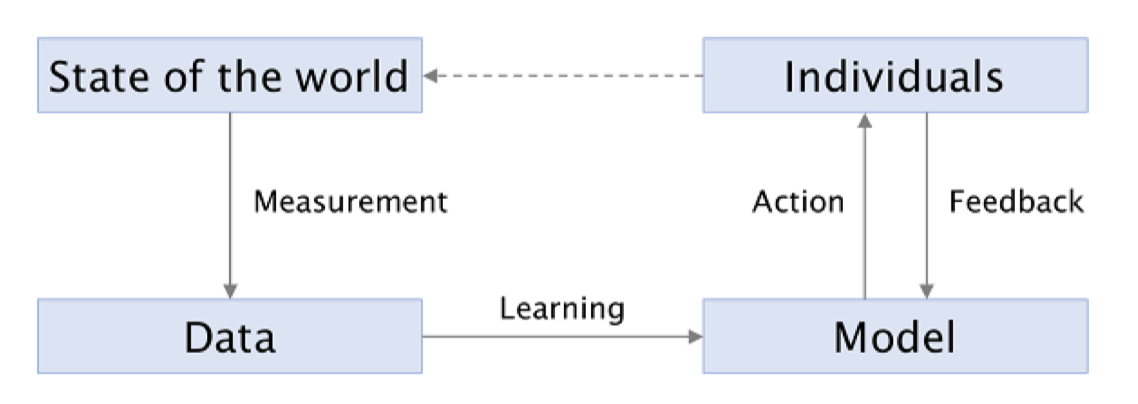 State of the world
Individuals
Measurement
Action
Feedback
Learning
Data
Model